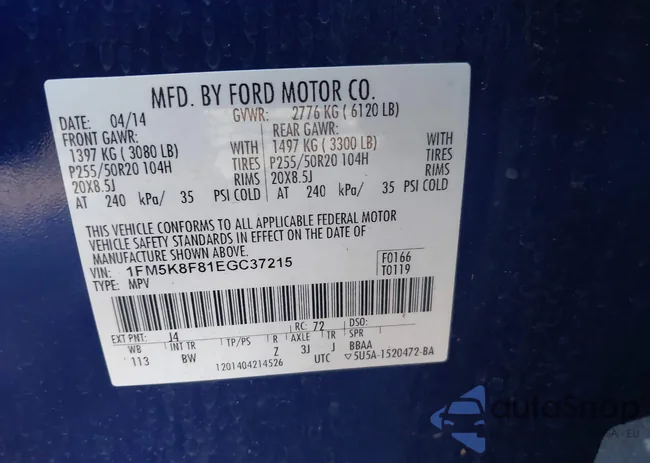 MFD. BY FORD MOTOR CO.
DATE: 04/14 GVWR: 2776 KG ( 6120 LB)
FRONT GAWR: REAR GAWR:
1397 KG ( 3080 LB) WITH 1497 KG ( 3300 LB) WITH
P255/50R20 104H TIRES P255/50R20 104H TIRES
20X8.5J RIMS 20X8.5J RIMS
AT 240 kPa/ 35 PSI COLD AT 240 kPa/ 35 PSI COLD
THIS VEHICLE CONFORMS TO ALL APPLICABLE FEDERAL MOTOR
VEHICLE SAFETY STANDARDS IN EFFECT ON THE DATE OF
MANUFACTURE SHOWN ABOVE.
VIN: 1FM5K8F81EGC37215 F0166
TYPE: MPV T0119
EXT PNT: J4 RC: 72 DSO:
WB INT TR TP/PS R AXLE TR SPR
113 BW Z 3J J BBAA
1201404214526 UTC ▽5U5A-1520472-BA
autoSnap